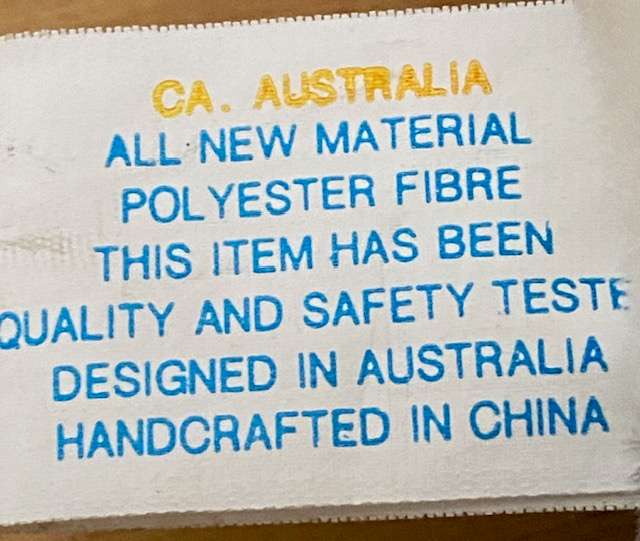 CA. AUSTRALIA
ALL NEW MATERIAL
POLYESTER FIBRE
THIS ITEM HAS BEEN
QUALITY AND SAFETY TESTE
DESIGNED IN AUSTRALIA
HANDCRAFTED IN CHINA